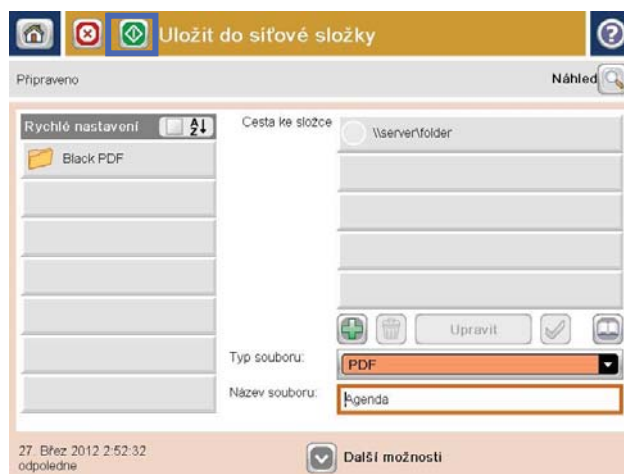 Uložit do síťové složky
Připraveno
Náhled
Rychlé nastavení
Cesta ke složce
\\server\folder
Black PDF
Upravit
Typ souboru:
PDF
Název souboru:
Agenda
27. Břez 2012 2:52:32
odpoledne
Další možnosti